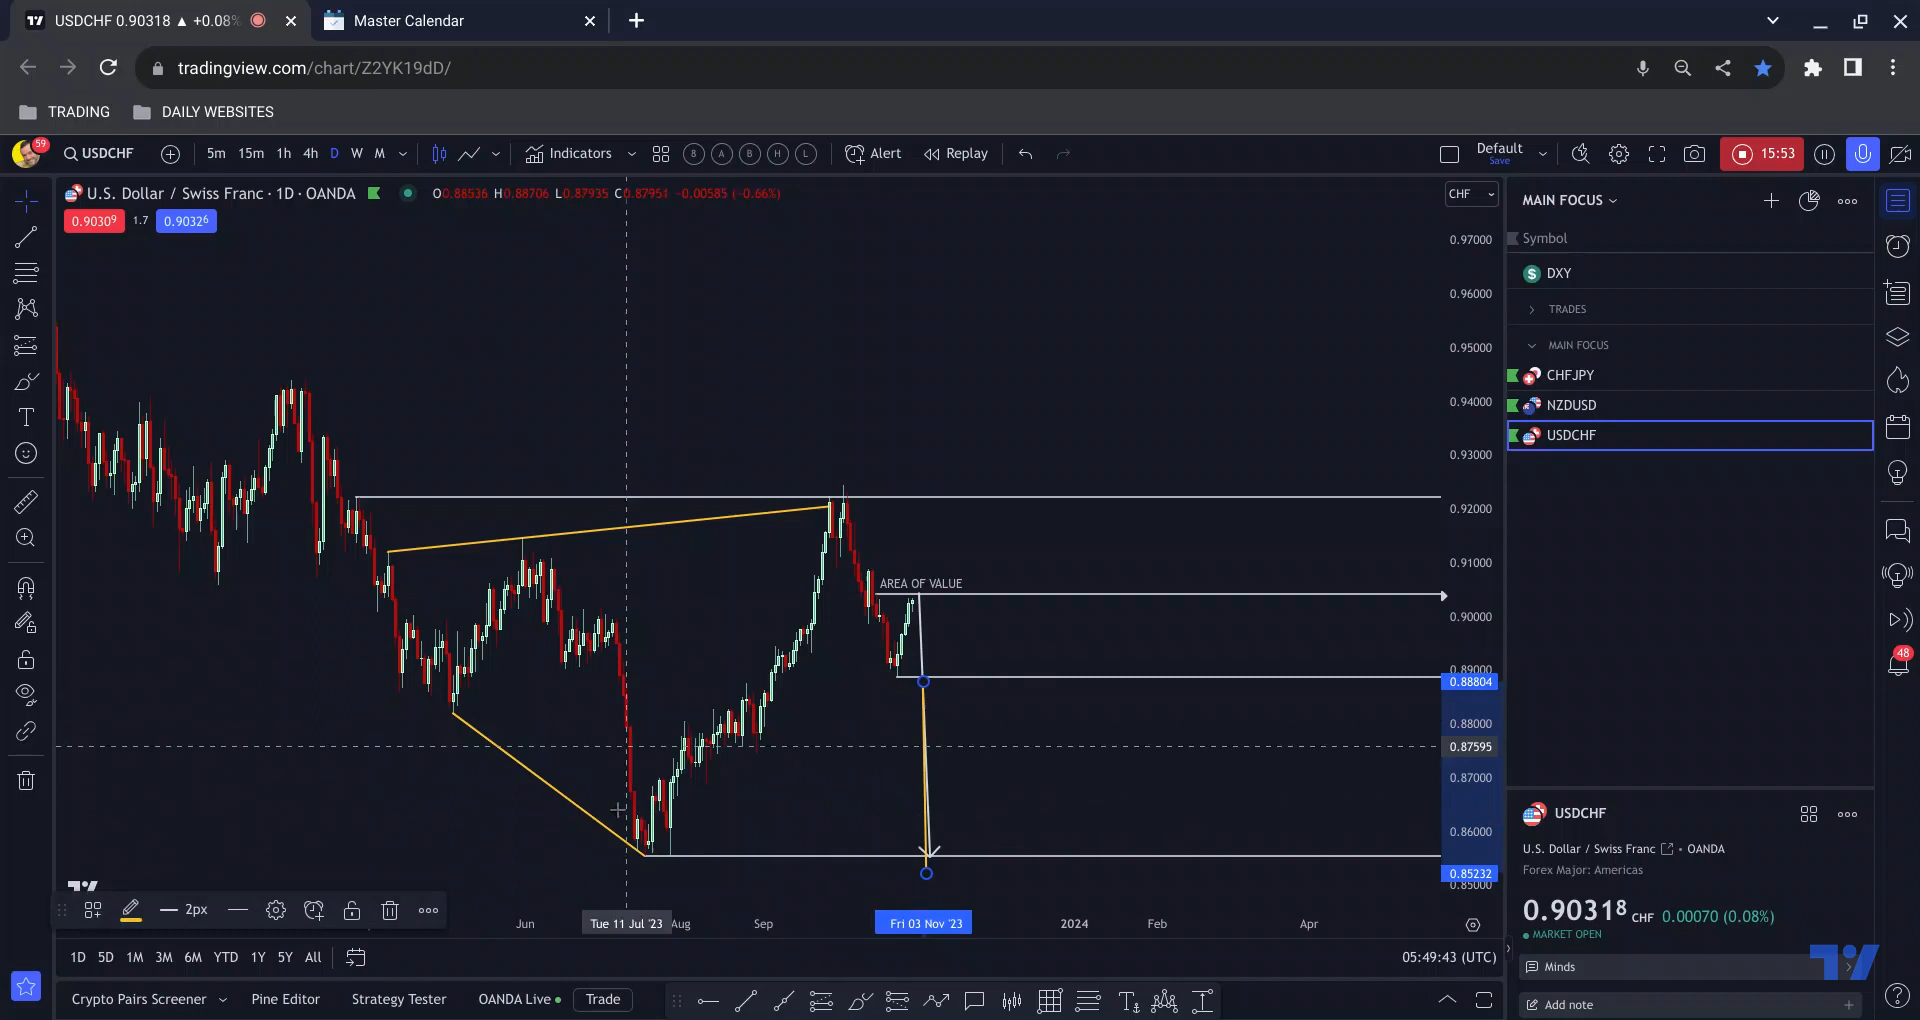 USDCHF 0.90318 ▲ +0.08%
Master Calendar
tradingview.com/chart/Z2YK19dD/
TRADING
DAILY WEBSITES
59
USDCHF
5m 15m 1h 4h D W M
Indicators
8 A B H L
Alert
Replay
Default
Save
15:53
U.S. Dollar / Swiss Franc · 1D · OANDA
O0.88536 H0.88706 L0.87935 C0.87951 -0.00585 (-0.66%)
CHF
0.90309
1.7
0.90326
MAIN FOCUS
Symbol
DXY
TRADES
MAIN FOCUS
CHFJPY
NZDUSD
USDCHF
0.97000
0.96000
0.95000
0.94000
0.93000
0.92000
0.91000
0.90000
0.89000
0.88804
0.88000
0.87595
0.87000
0.86000
0.85232
0.85000
AREA OF VALUE
48
USDCHF
U.S. Dollar / Swiss Franc • OANDA
Forex Major: Americas
0.90318 CHF 0.00070 (0.08%)
MARKET OPEN
Minds
Add note
2px
Jun
Tue 11 Jul '23
Aug
Sep
Fri 03 Nov '23
2024
Feb
Apr
1D 5D 1M 3M 6M YTD 1Y 5Y All
05:49:43 (UTC)
Crypto Pairs Screener
Pine Editor
Strategy Tester
OANDA Live
Trade